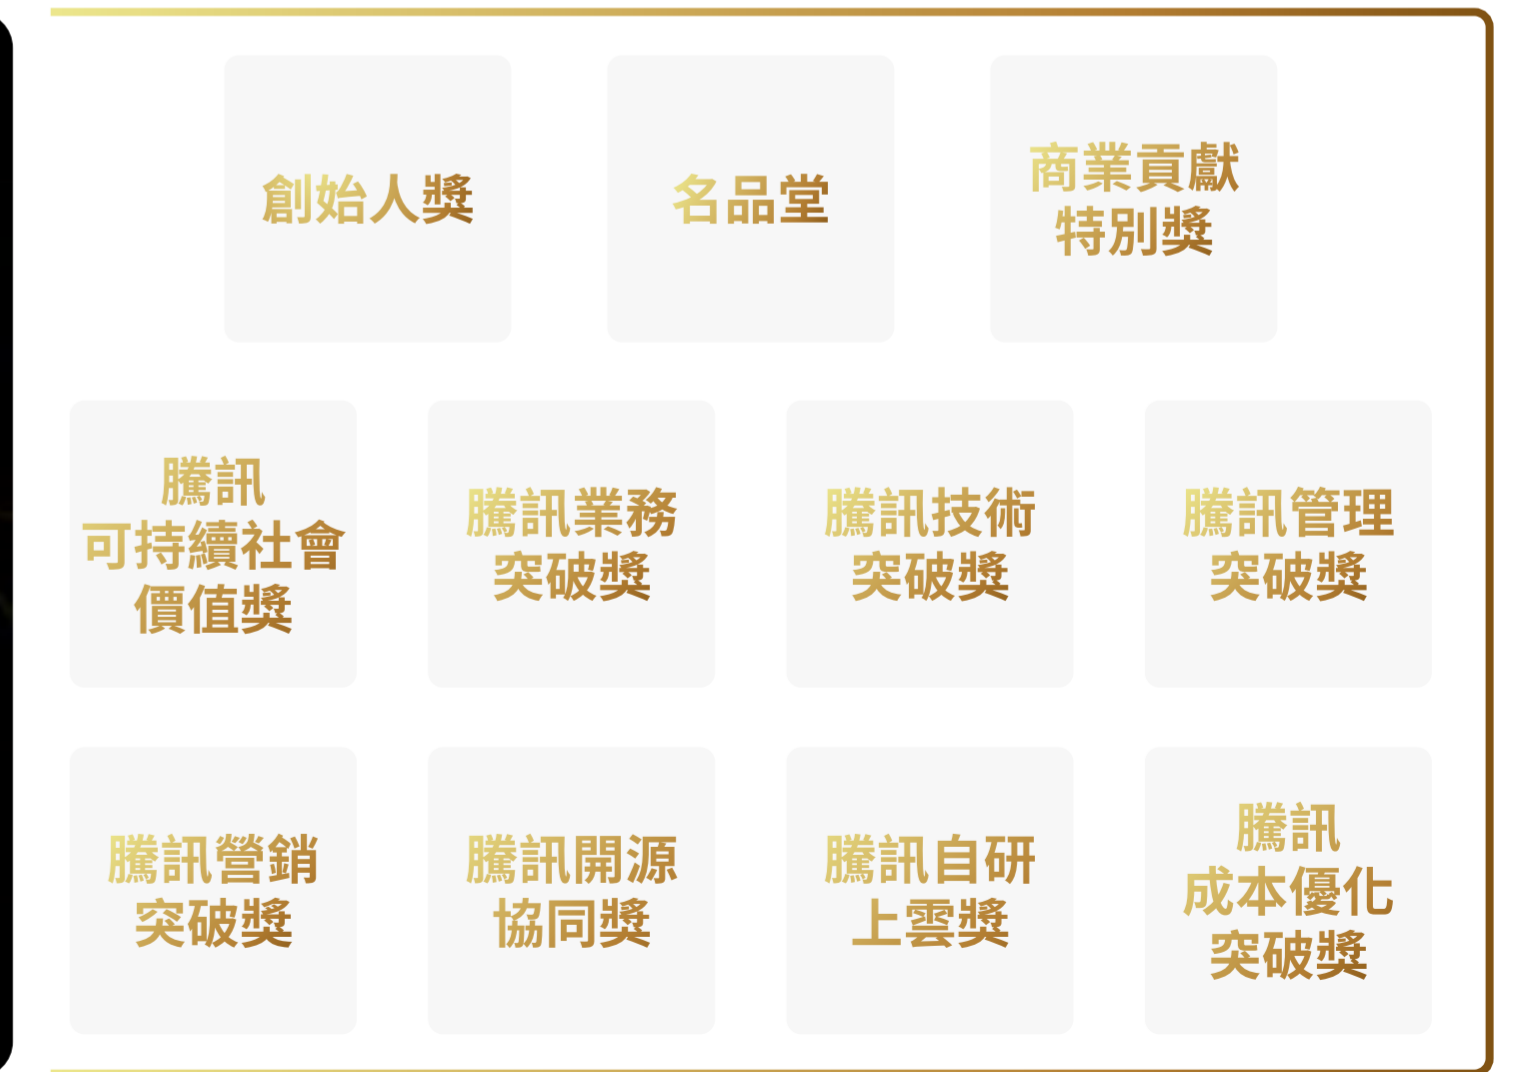 創始人獎
名品堂
商業貢獻
特別獎
騰訊
可持續社會
價值獎
騰訊業務
突破獎
騰訊技術
突破獎
騰訊管理
突破獎
騰訊營銷
突破獎
騰訊開源
協同獎
騰訊自研
上雲獎
騰訊
成本優化
突破獎